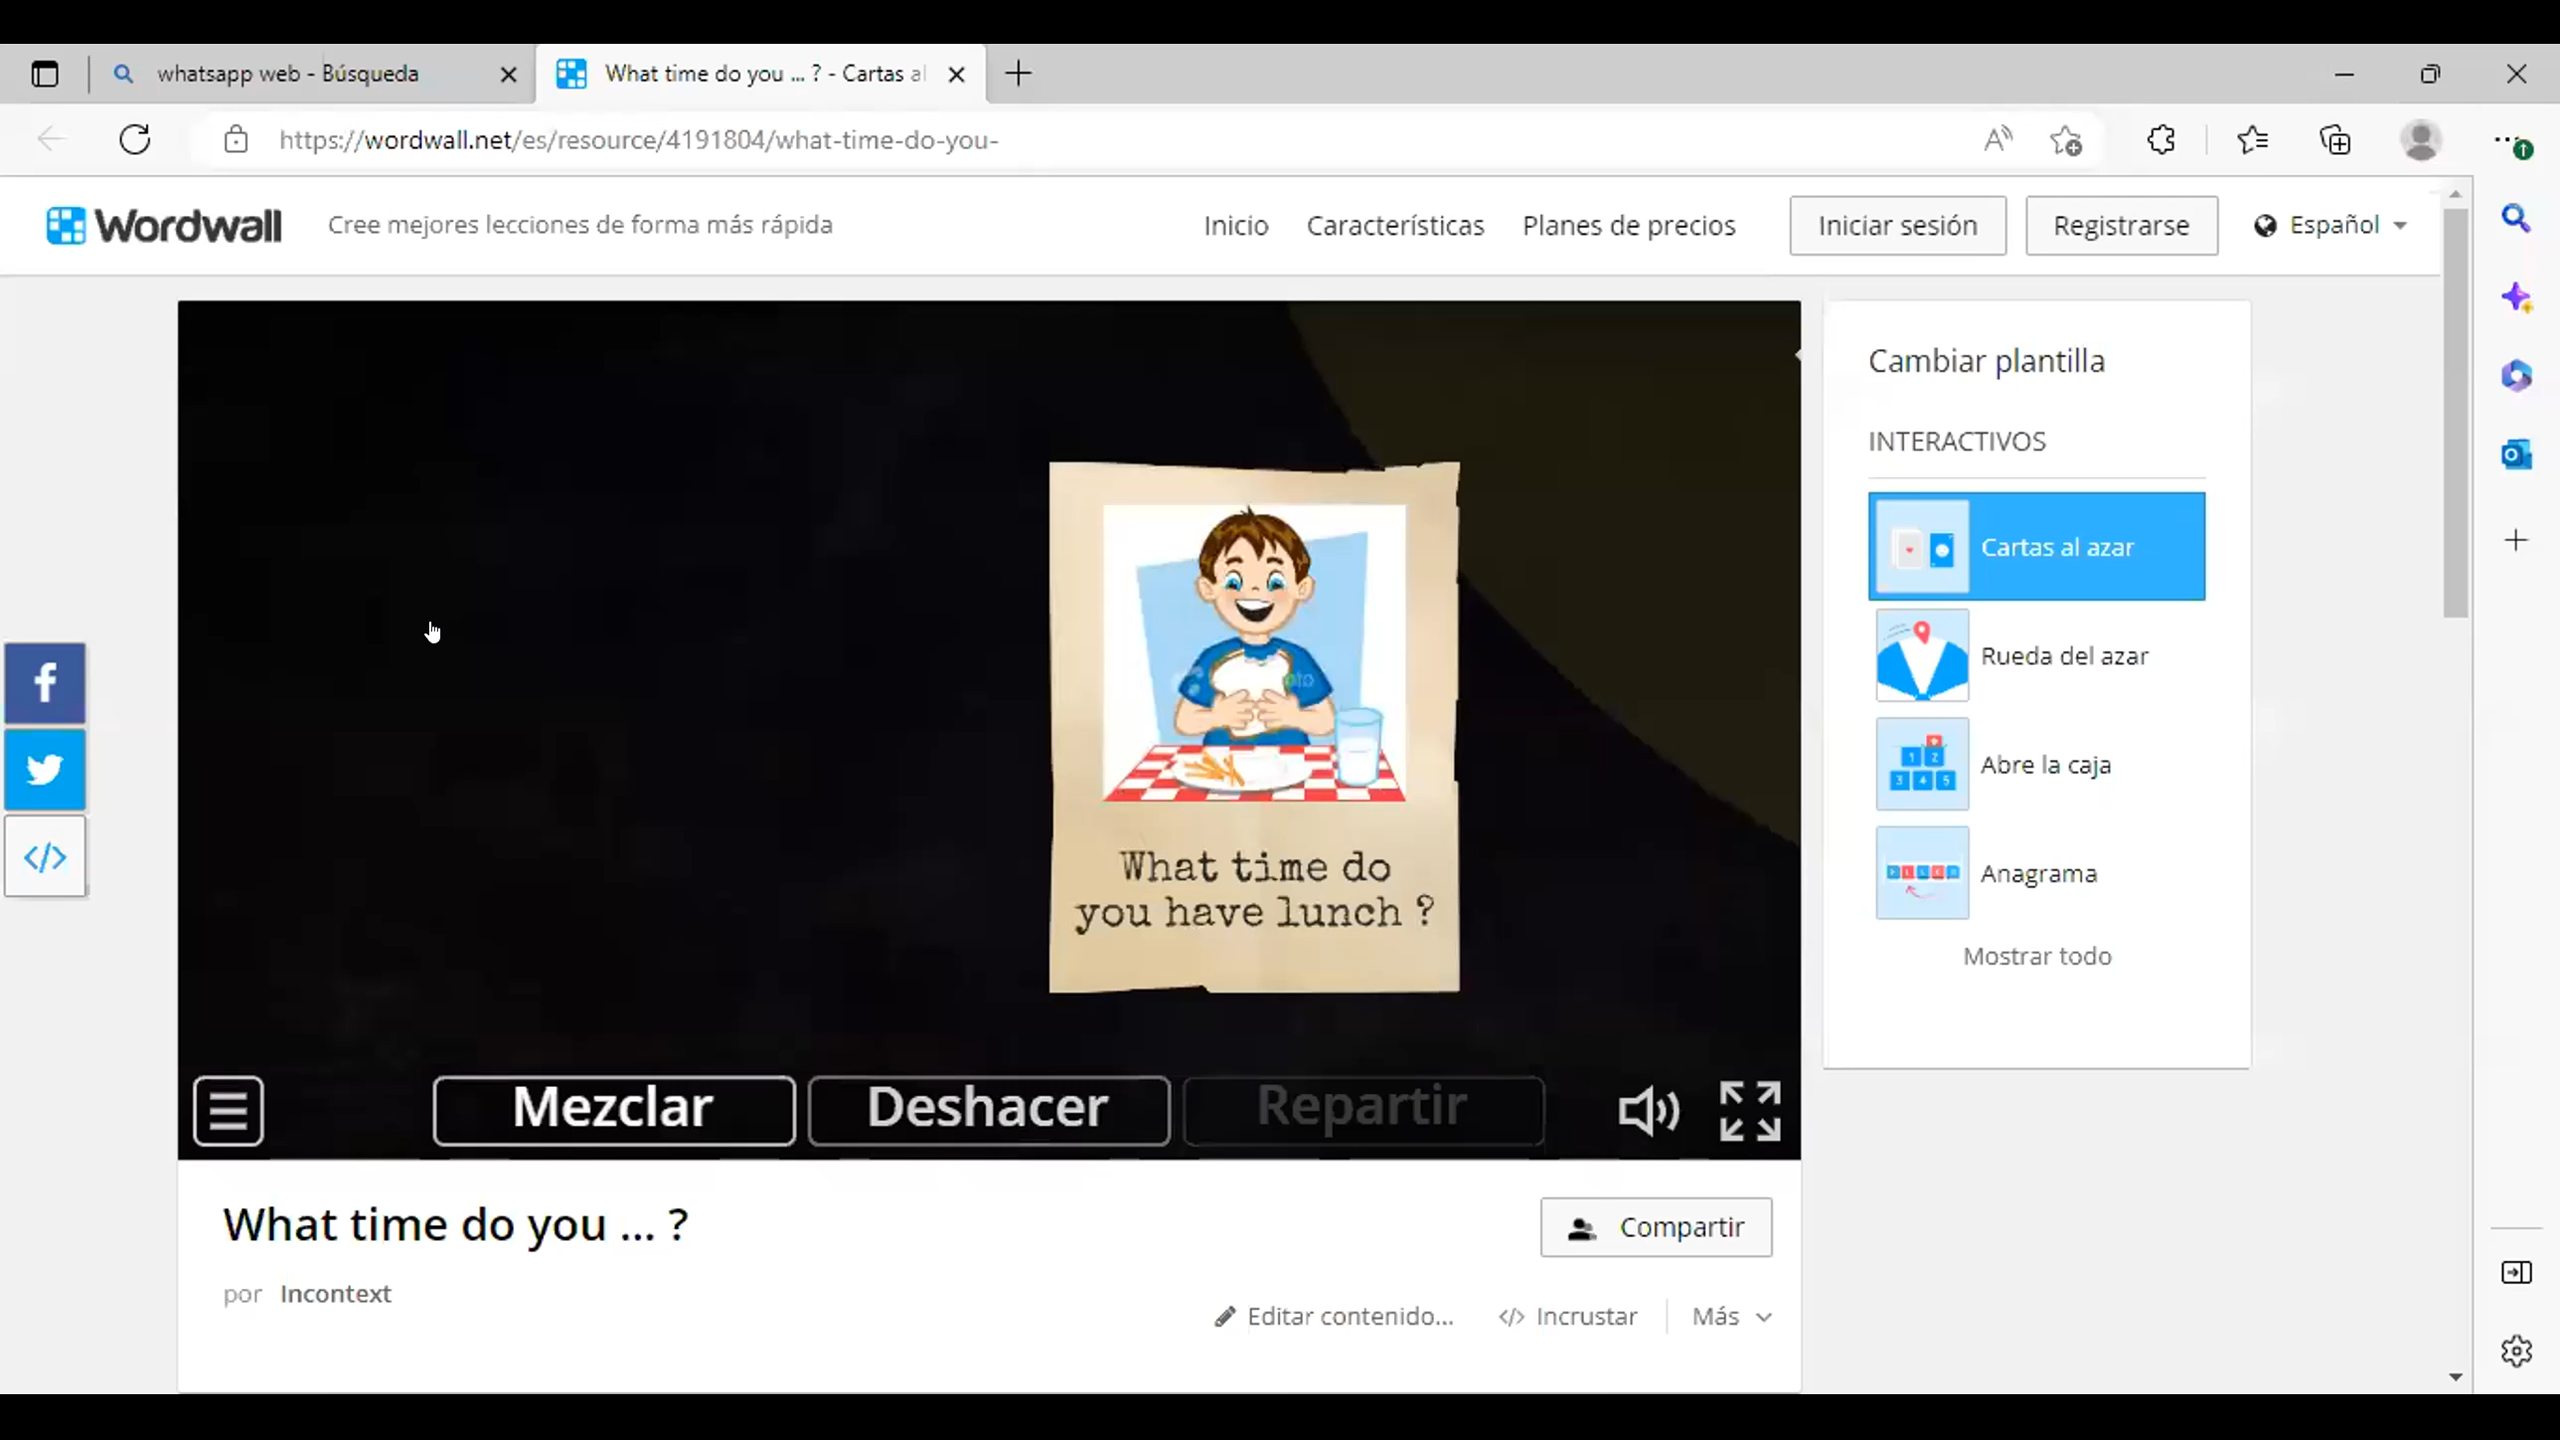 whatsapp web - Búsqueda
What time do you ... ? - Cartas al
https://wordwall.net/es/resource/4191804/what-time-do-you-
Wordwall
Cree mejores lecciones de forma más rápida
Inicio
Características
Planes de precios
Iniciar sesión
Registrarse
Español
What time do
you have lunch ?
Mezclar
Deshacer
Repartir
Cambiar plantilla
INTERACTIVOS
Cartas al azar
Rueda del azar
Abre la caja
Anagrama
Mostrar todo
What time do you ... ?
Compartir
por Incontext
Editar contenido...
Incrustar
Más